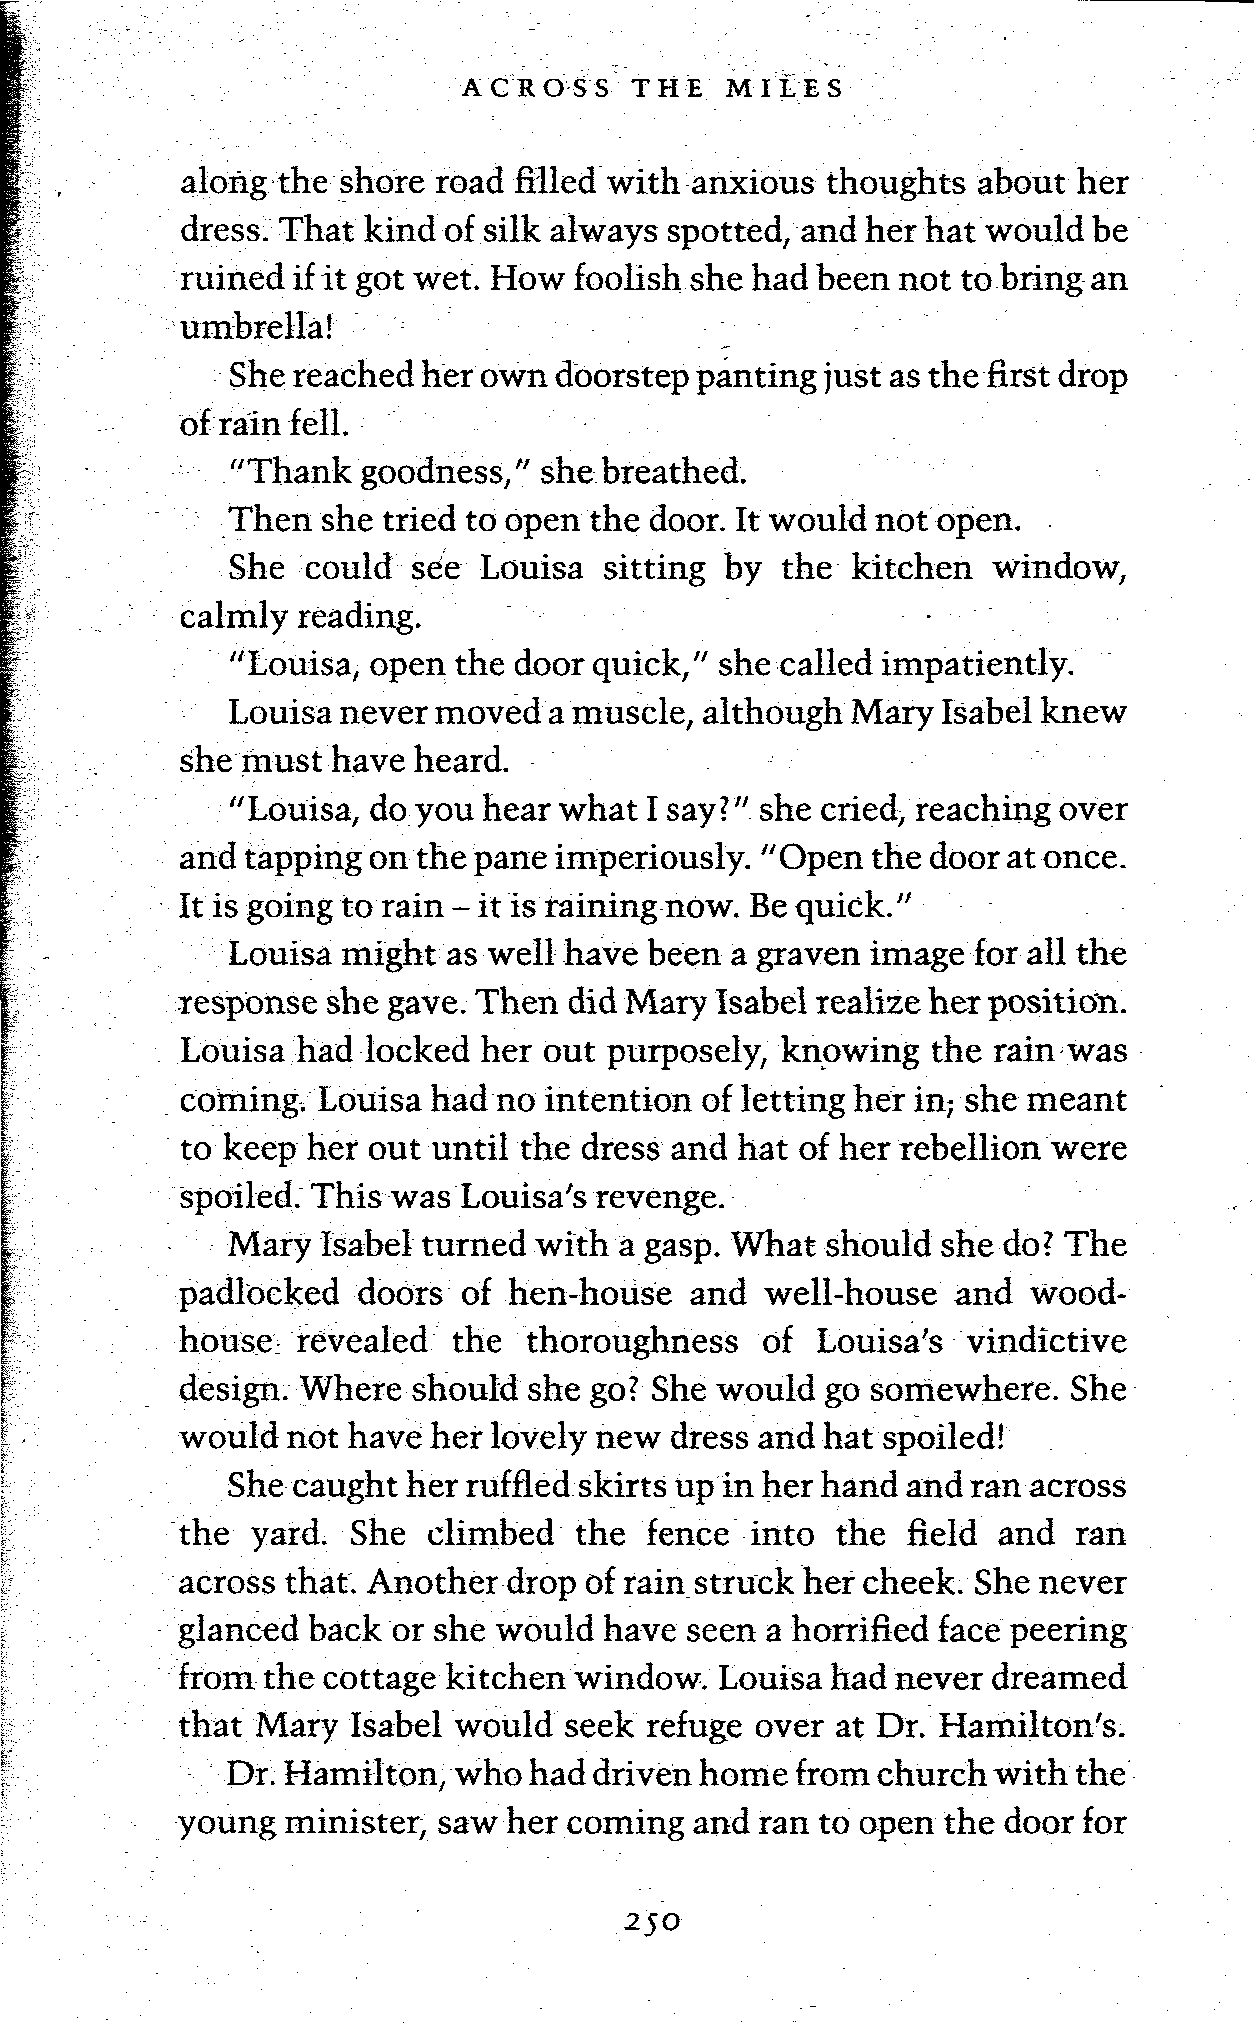 ACROSS THE MILES
along the shore road filled with anxious thoughts about her
dress. That kind of silk always spotted, and her hat would be
ruined if it got wet. How foolish she had been not to bring an
umbrella!
She reached her own doorstep panting just as the first drop
of rain fell.
"Thank goodness," she breathed.
Then she tried to open the door. It would not open.
She could see Louisa sitting by the kitchen window,
calmly reading.
"Louisa, open the door quick," she called impatiently.
Louisa never moved a muscle, although Mary Isabel knew
she must have heard.
"Louisa, do you hear what I say?" she cried, reaching over
and tapping on the pane imperiously. "Open the door at once.
It is going to rain – it is raining now. Be quick."
Louisa might as well have been a graven image for all the
response she gave. Then did Mary Isabel realize her position.
Louisa had locked her out purposely, knowing the rain was
coming. Louisa had no intention of letting her in; she meant
to keep her out until the dress and hat of her rebellion were
spoiled. This was Louisa's revenge.
Mary Isabel turned with a gasp. What should she do? The
padlocked doors of hen-house and well-house and wood-
house revealed the thoroughness of Louisa's vindictive
design. Where should she go? She would go somewhere. She
would not have her lovely new dress and hat spoiled!
She caught her ruffled skirts up in her hand and ran across
the yard. She climbed the fence into the field and ran
across that. Another drop of rain struck her cheek. She never
glanced back or she would have seen a horrified face peering
from the cottage kitchen window. Louisa had never dreamed
that Mary Isabel would seek refuge over at Dr. Hamilton's.
Dr. Hamilton, who had driven home from church with the
young minister, saw her coming and ran to open the door for
250